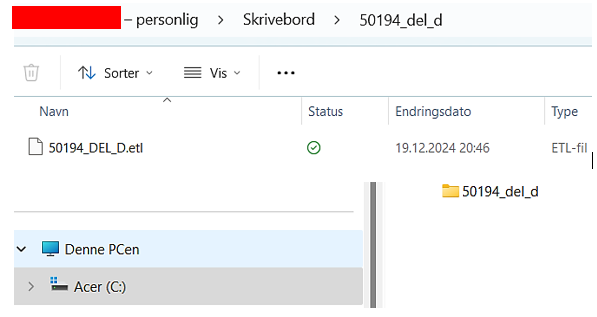 – personlig > Skrivebord > 50194_del_d
Sorter Vis ...
Navn Status Endringsdato Type
50194_DEL_D.etl 19.12.2024 20:46 ETL-fil
50194_del_d
Denne PCen
Acer (C:)